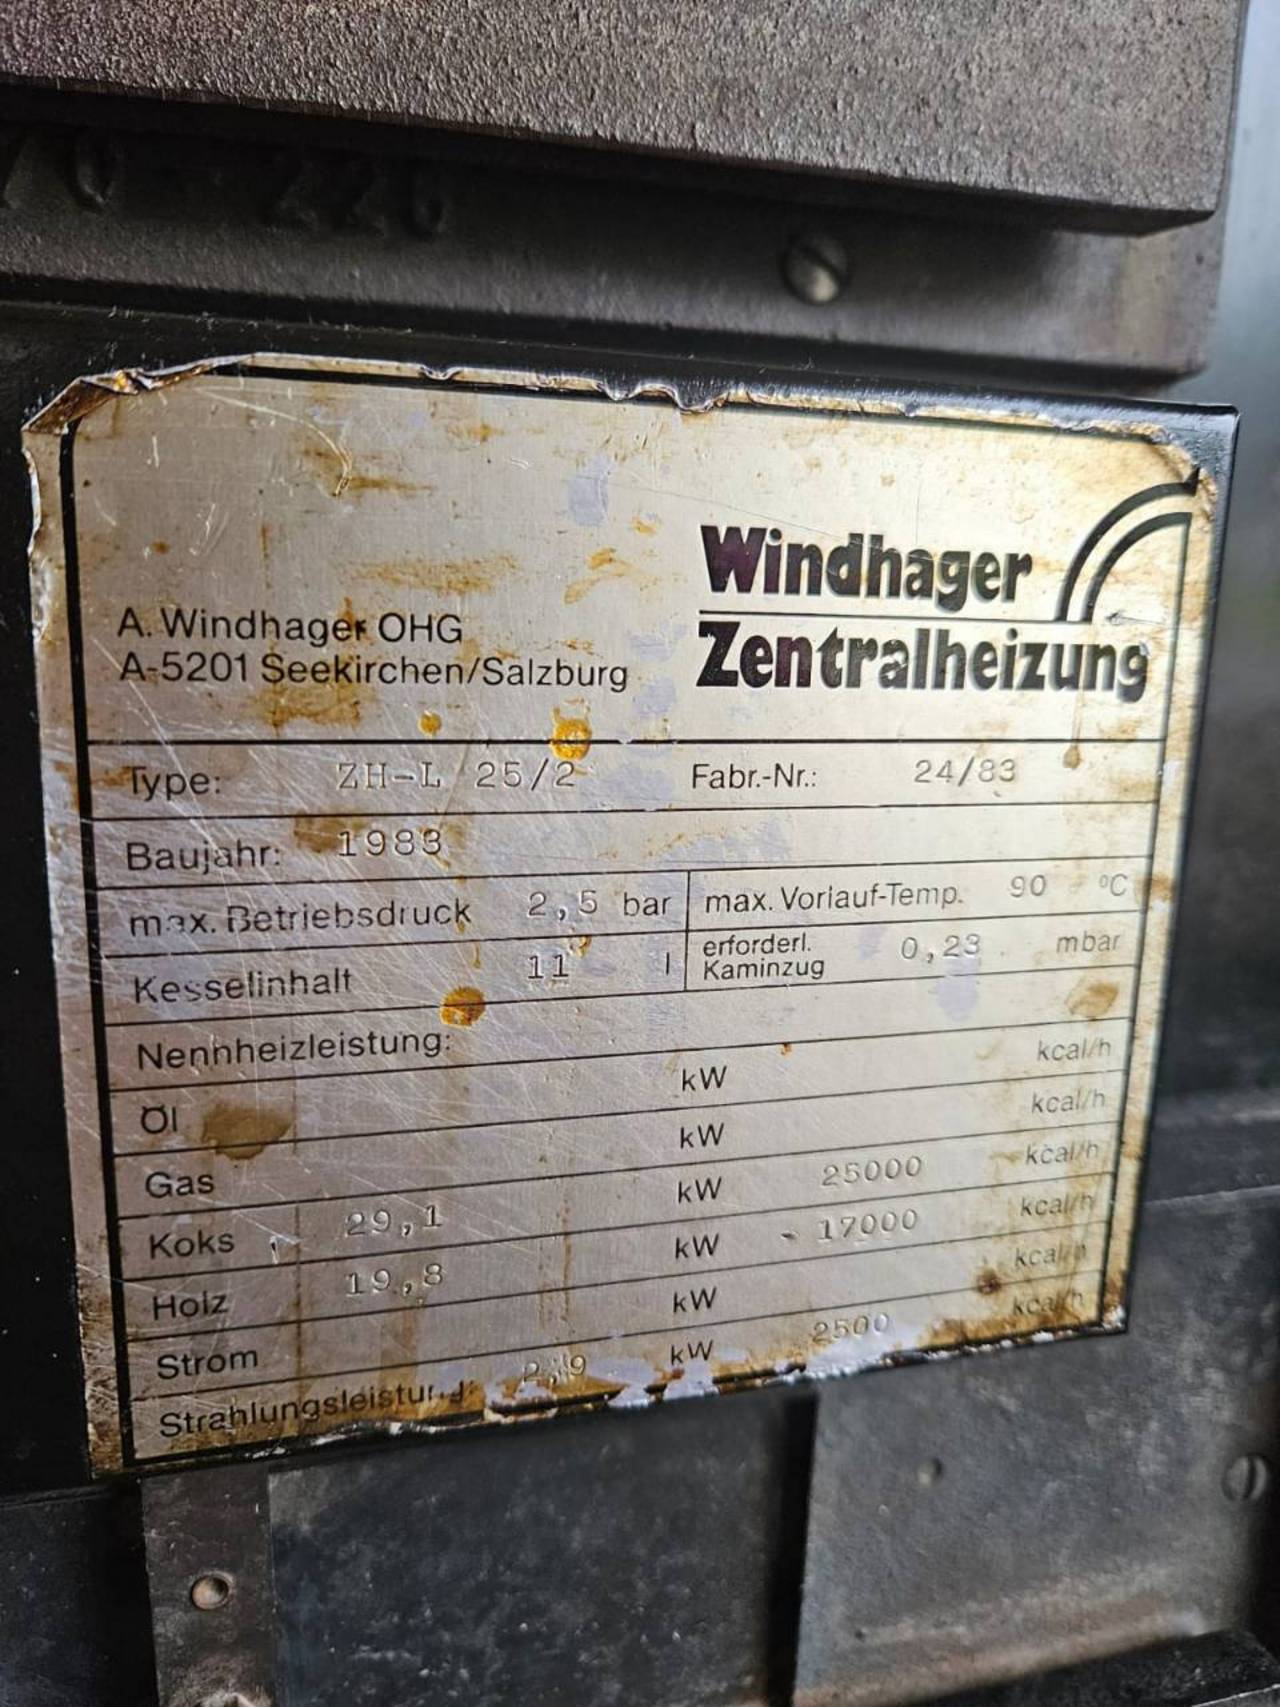 Windhager
Zentralheizung
A. Windhager OHG
A-5201 Seekirchen/Salzburg
Type: ZH-L 25/2 Fabr.-Nr.: 24/83
Baujahr: 1983
max. Betriebsdruck 2,5 bar max. Vorlauf-Temp. 90 °C
Kesselinhalt 11 l erforderl. Kaminzug 0,23 mbar
Nennheizleistung:
Öl kW kcal/h
Gas kW kcal/h
Koks 29,1 kW 25000 kcal/h
Holz 19,8 kW 17000 kcal/h
Strom kW kcal/h
Strahlungsleistung: 2,9 kW 2500 kcal/h